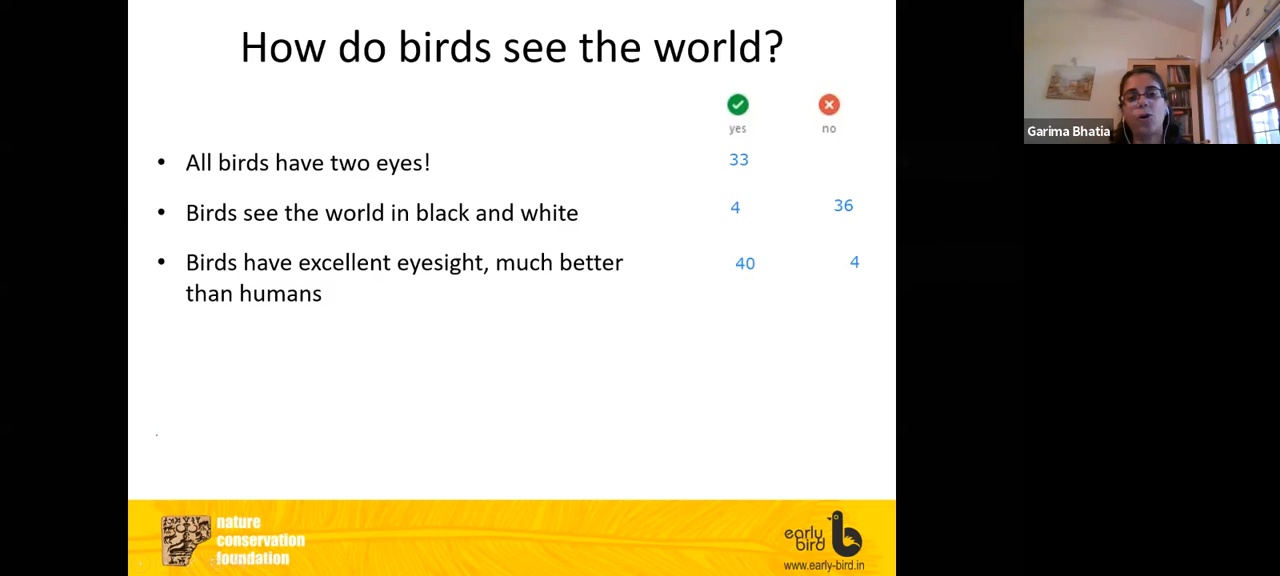 How do birds see the world?
Garima Bhatia
yes no
• All birds have two eyes! 33
• Birds see the world in black and white 4 36
• Birds have excellent eyesight, much better 40 4
than humans
nature
conservation
foundation
early
bird
www.early-bird.in